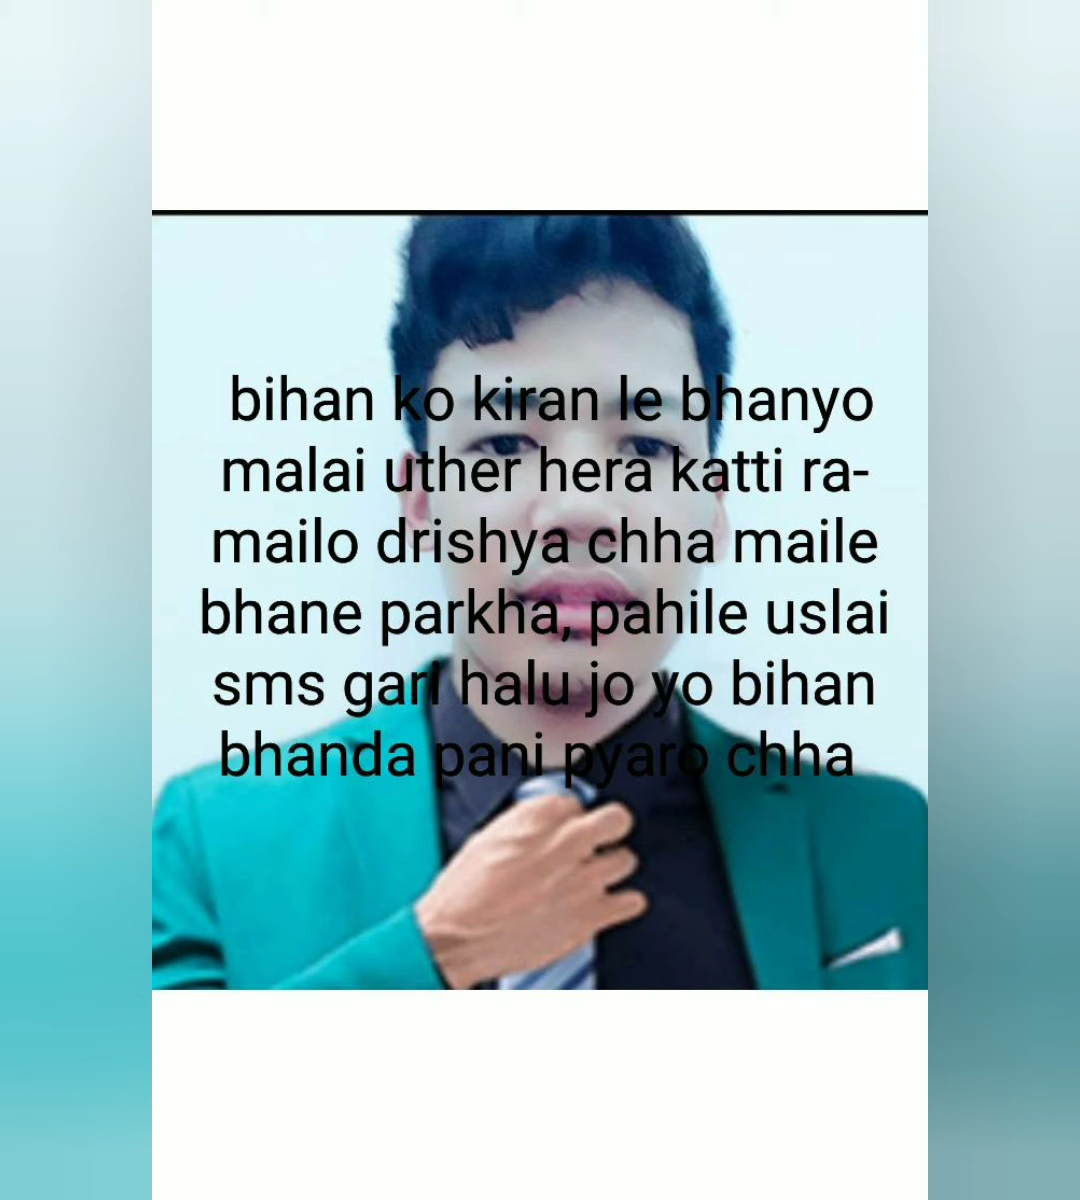 bihan ko kiran le bhanyo
malai uther hera katti ra-
mailo drishya chha maile
bhane parkha, pahile uslai
sms gari halu jo yo bihan
bhanda pani pyaro chha